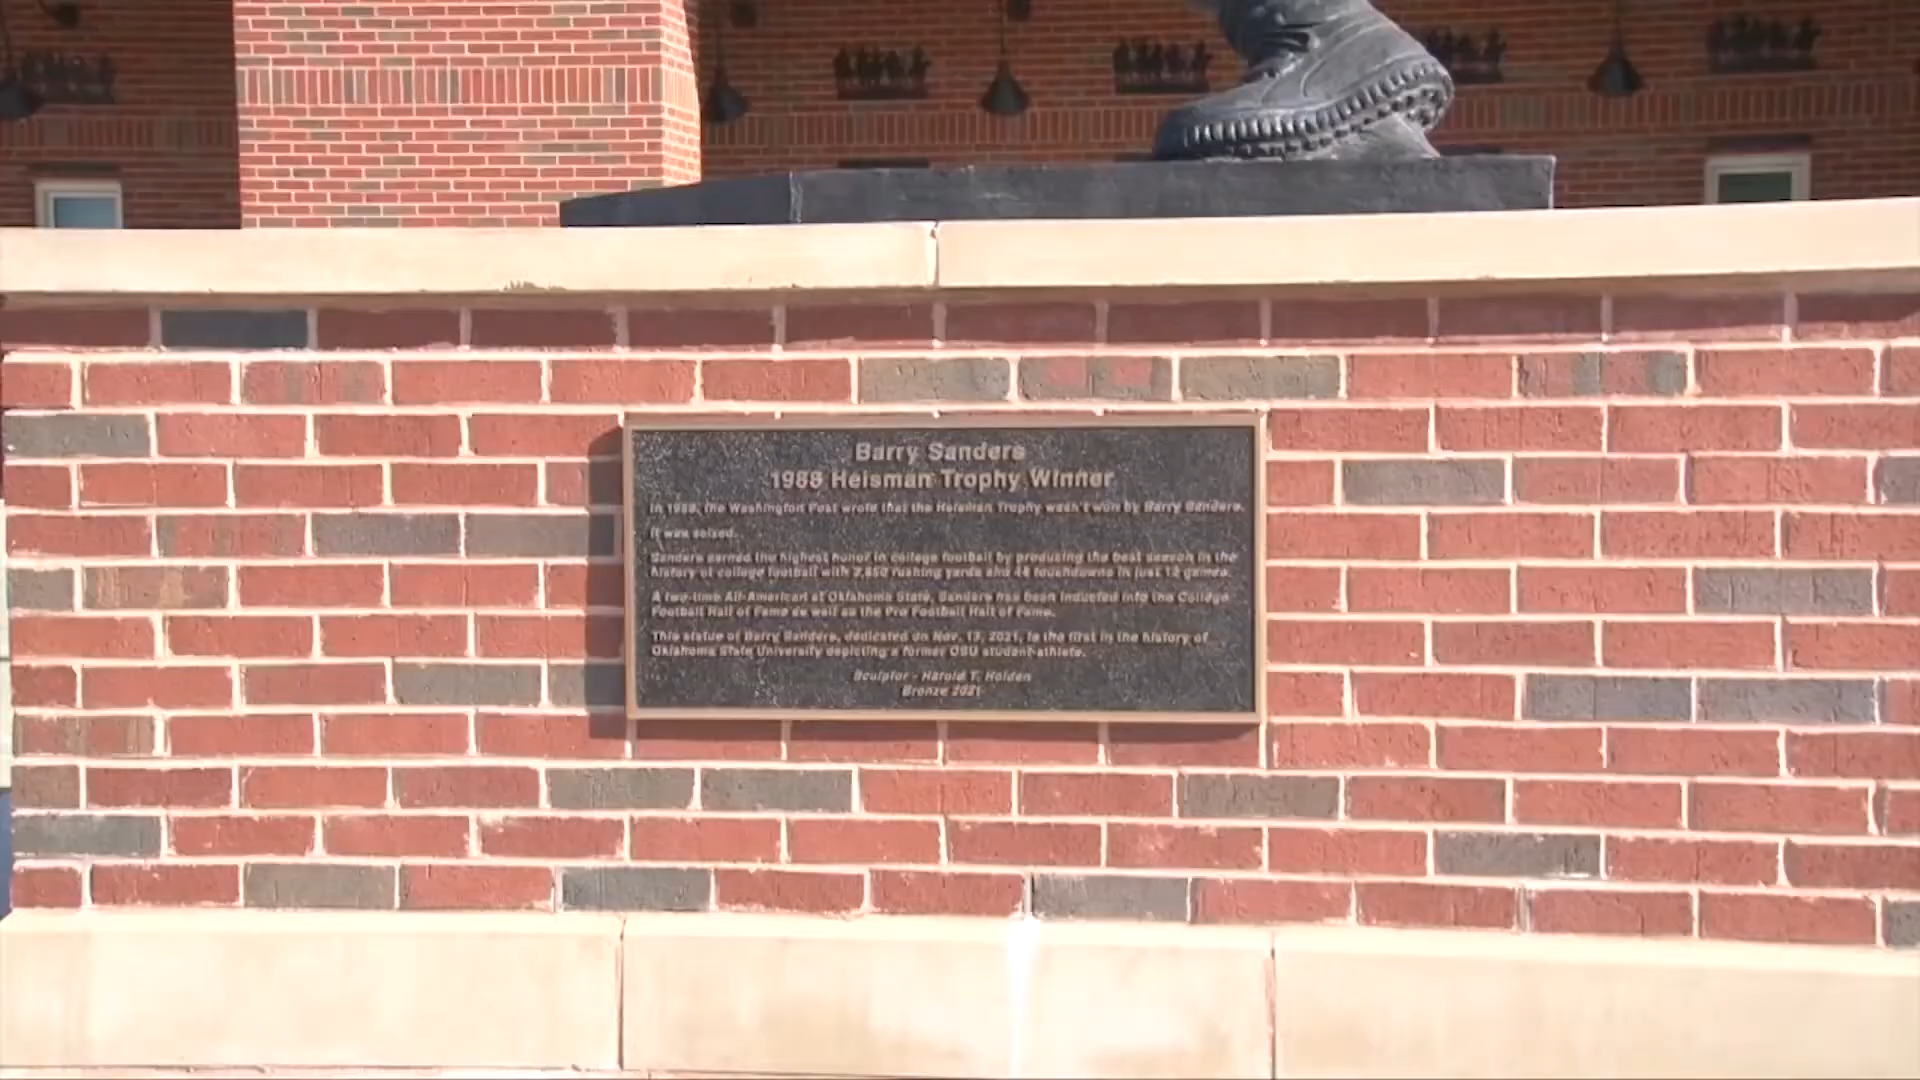 Barry Sanders
1988 Heisman Trophy Winner
In 1988, the Washington Post wrote that the Heisman Trophy wasn't won by Barry Sanders.
It was seized.
Sanders earned the highest honor in college football by producing the best season in the
history of college football with 2,850 rushing yards and 44 touchdowns in just 12 games.
A two-time All-American at Oklahoma State, Sanders has been inducted into the College
Football Hall of Fame as well as the Pro Football Hall of Fame.
This statue of Barry Sanders, dedicated on Nov. 13, 2021, is the first in the history of
Oklahoma State University depicting a former OSU student-athlete.
Sculptor - Harold T. Holden
Bronze 2021